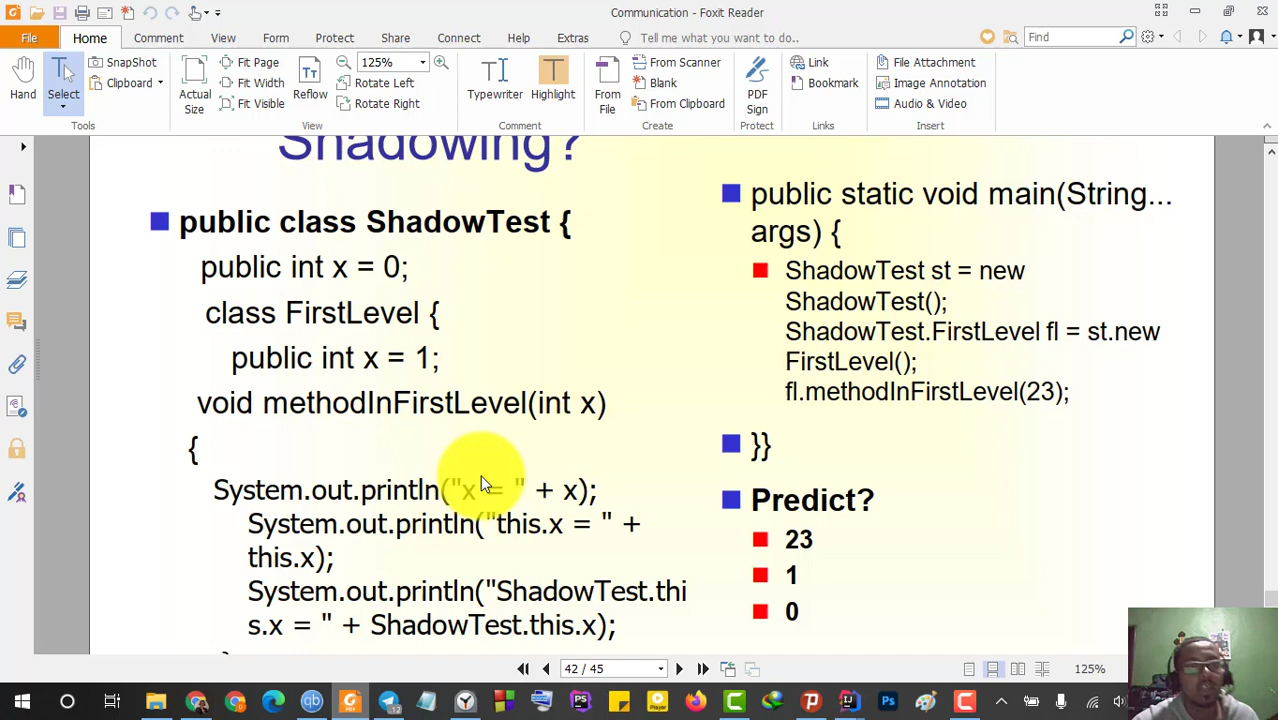 Communication - Foxit Reader
File Home Comment View Form Protect Share Connect Help Extras Tell me what you want to do.. Find
Hand
Select
SnapShot
Clipboard
Tools
Actual Size
Fit Page
Fit Width
Fit Visible
Reflow
125%
Rotate Left
Rotate Right
View
Typewriter
Highlight
Comment
From File
From Scanner
Blank
From Clipboard
Create
PDF Sign
Protect
Link
Bookmark
Links
File Attachment
Image Annotation
Audio & Video
Insert
Shadowing?
public class ShadowTest {
public int x = 0;
class FirstLevel {
public int x = 1;
void methodInFirstLevel(int x)
{
System.out.println("x = " + x);
System.out.println("this.x = " +
this.x);
System.out.println("ShadowTest.thi
s.x = " + ShadowTest.this.x);
public static void main(String...
args) {
ShadowTest st = new
ShadowTest();
ShadowTest.FirstLevel fl = st.new
FirstLevel();
fl.methodInFirstLevel(23);
}}
Predict?
23
1
0
42 / 45
125%